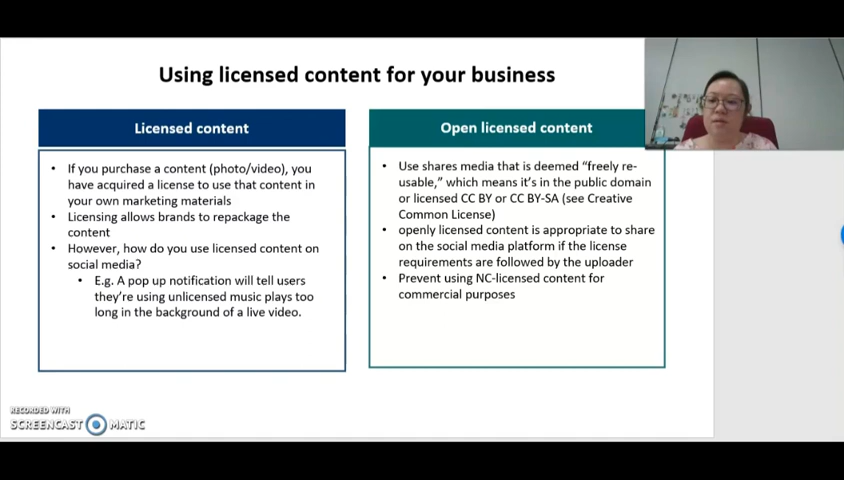 Using licensed content for your business
Licensed content
• If you purchase a content (photo/video), you
have acquired a license to use that content in
your own marketing materials
• Licensing allows brands to repackage the
content
• However, how do you use licensed content on
social media?
• E.g. A pop up notification will tell users
they're using unlicensed music plays too
long in the background of a live video.
Open licensed content
• Use shares media that is deemed “freely re-
usable,” which means it's in the public domain
or licensed CC BY or CC BY-SA (see Creative
Common License)
• openly licensed content is appropriate to share
on the social media platform if the license
requirements are followed by the uploader
• Prevent using NC-licensed content for
commercial purposes
RECORDED WITH
SCREENCAST MATIC